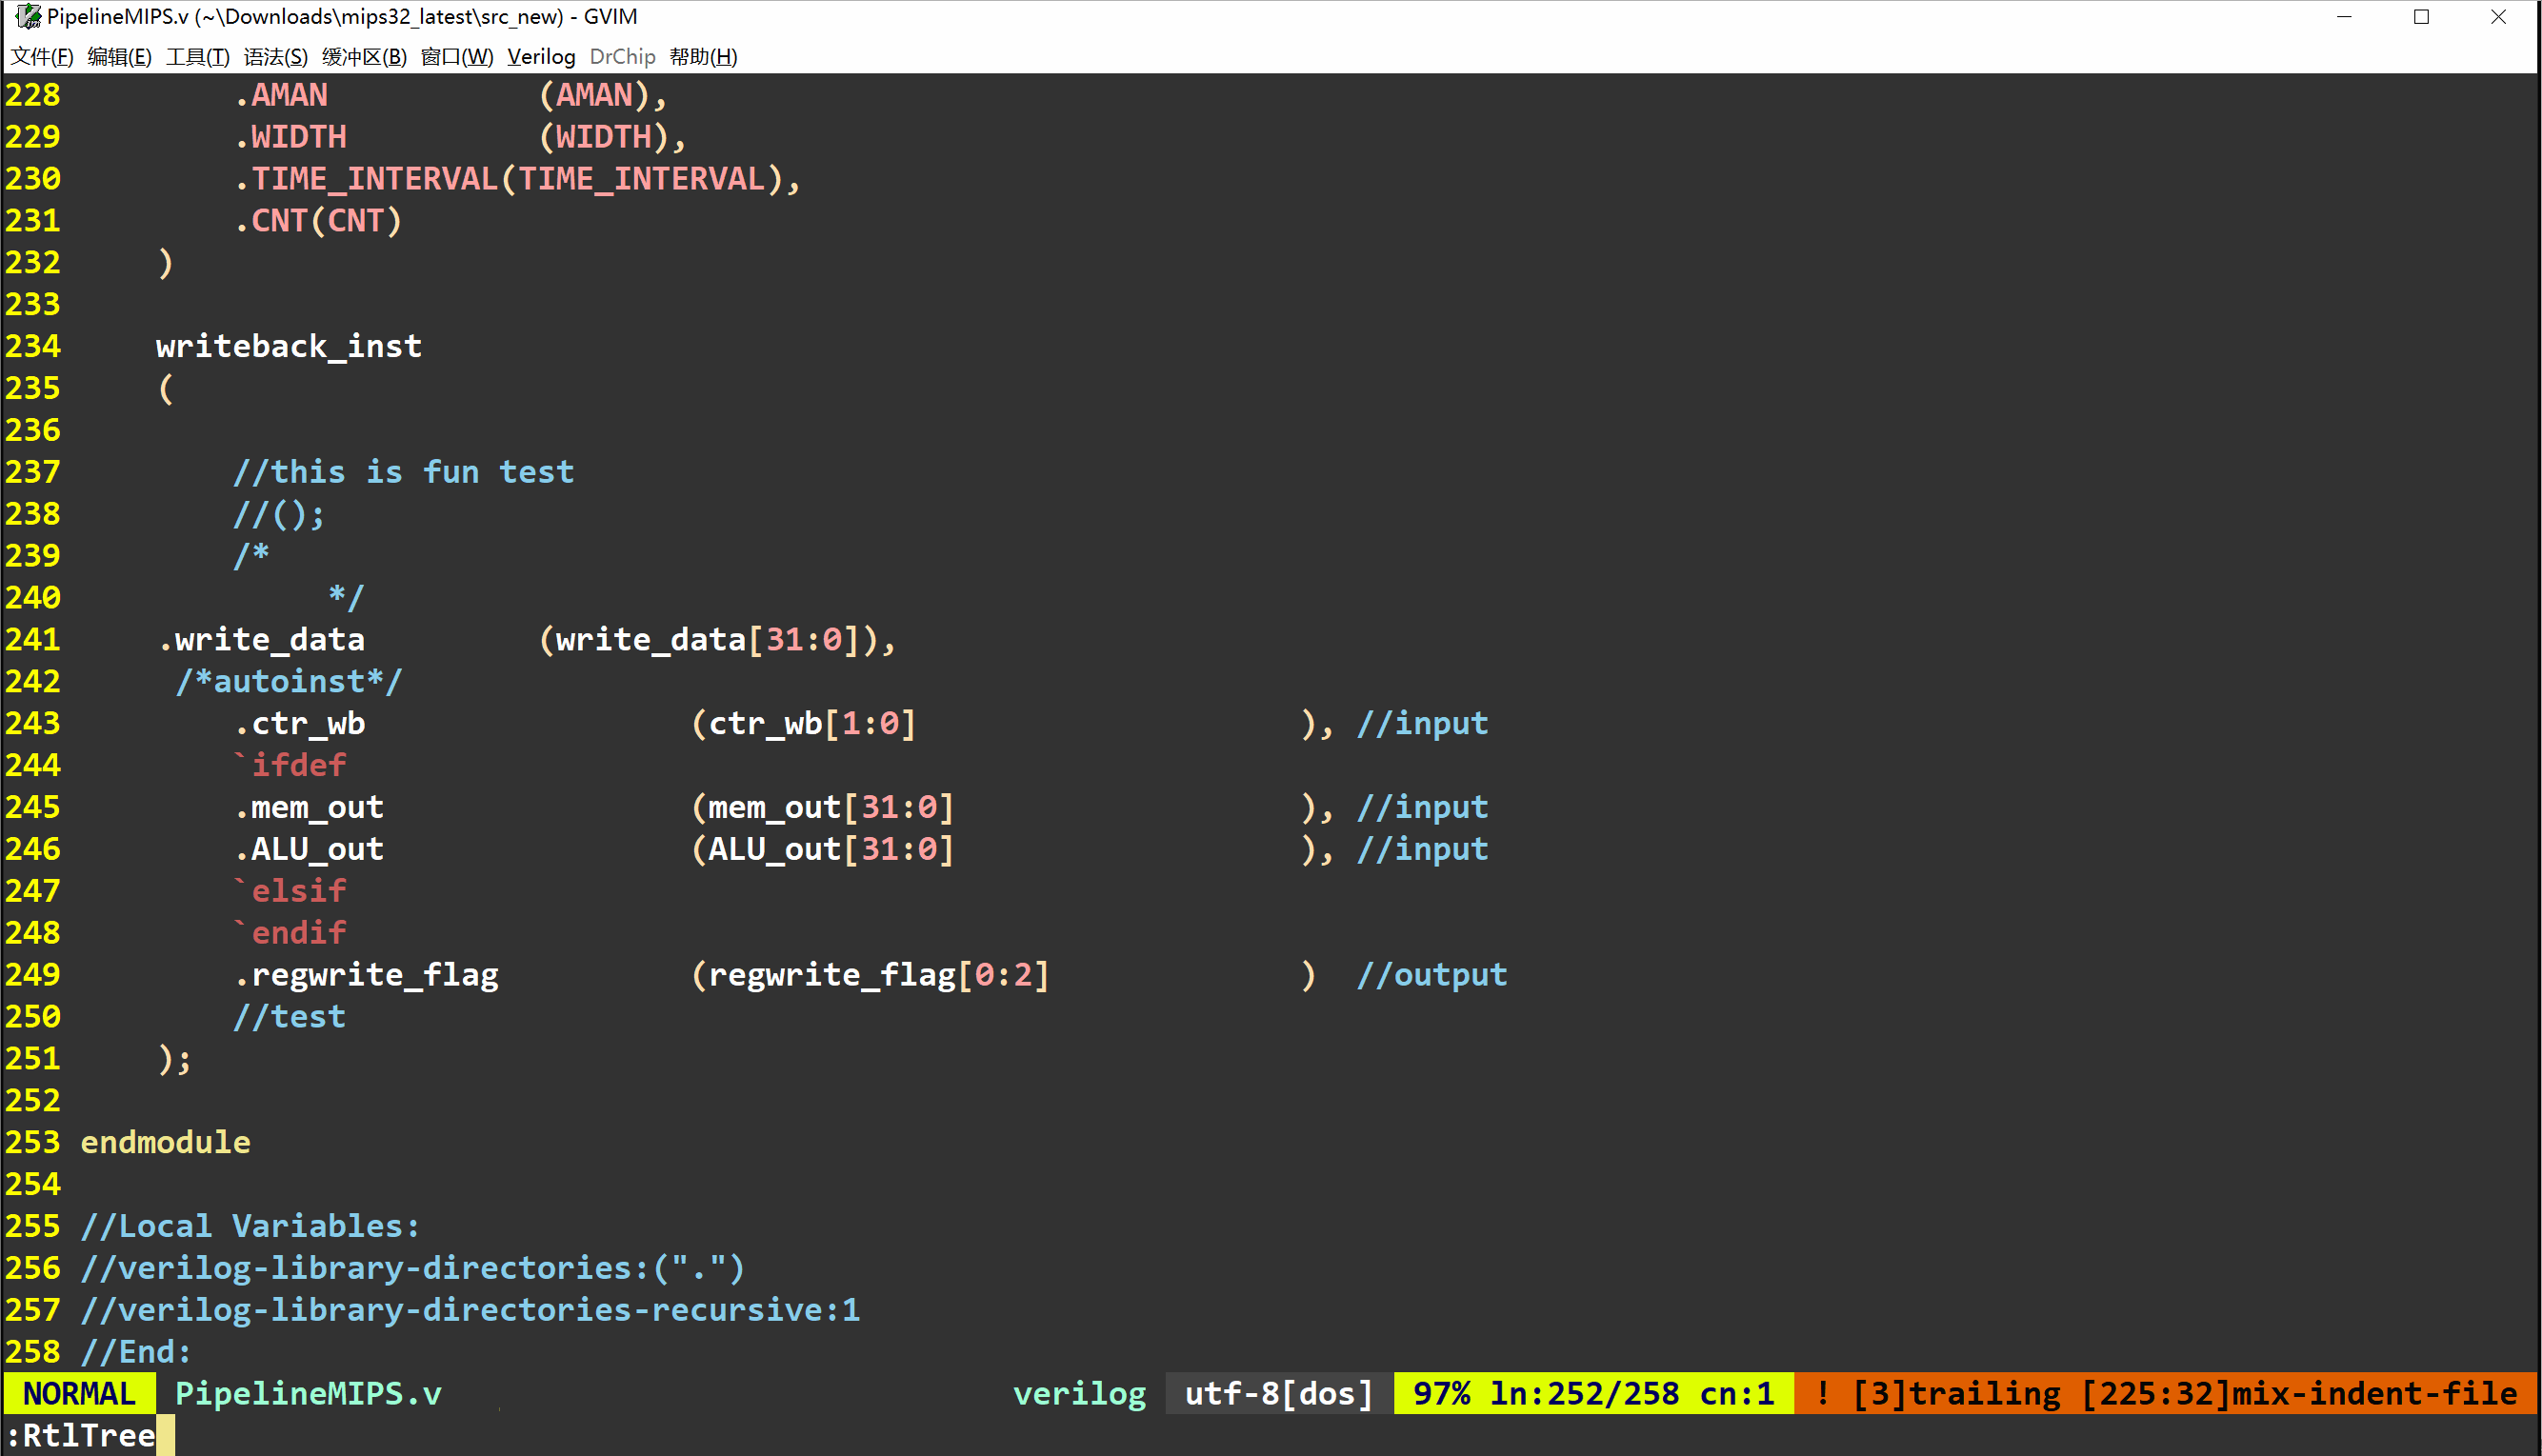 PipelineMIPS.v (~\Downloads\mips32_latest\src_new) - GVIM
文件(F) 编辑(E) 工具(T) 语法(S) 缓冲区(B) 窗口(W) Verilog DrChip 帮助(H)
228         .AMAN           (AMAN),
229         .WIDTH          (WIDTH),
230         .TIME_INTERVAL(TIME_INTERVAL),
231         .CNT(CNT)
232     )
233
234     writeback_inst
235     (
236
237         //this is fun test
238         //();
239         /*
240              */
241     .write_data         (write_data[31:0]),
242      /*autoinst*/
243         .ctr_wb                 (ctr_wb[1:0]                    ), //input
244         `ifdef
245         .mem_out                (mem_out[31:0]                  ), //input
246         .ALU_out                (ALU_out[31:0]                  ), //input
247         `elsif
248         `endif
249         .regwrite_flag          (regwrite_flag[0:2]             )  //output
250         //test
251     );
252
253 endmodule
254
255 //Local Variables:
256 //verilog-library-directories:(".")
257 //verilog-library-directories-recursive:1
258 //End:
NORMAL PipelineMIPS.v verilog utf-8[dos] 97% ln:252/258 cn:1 ! [3]trailing [225:32]mix-indent-file
:RtlTree